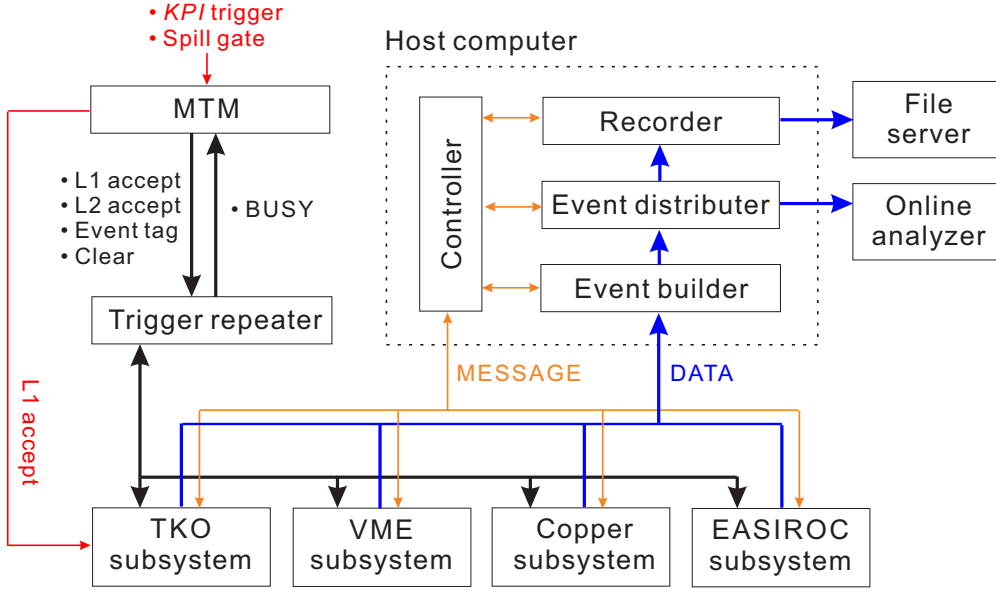 • KPI trigger
• Spill gate
Host computer
MTM
Recorder
File
server
Controller
• L1 accept
• L2 accept
• Event tag
• Clear
• BUSY
Event distributer
Online
analyzer
Event builder
Trigger repeater
MESSAGE
DATA
L1 accept
TKO
subsystem
VME
subsystem
Copper
subsystem
EASIROC
subsystem